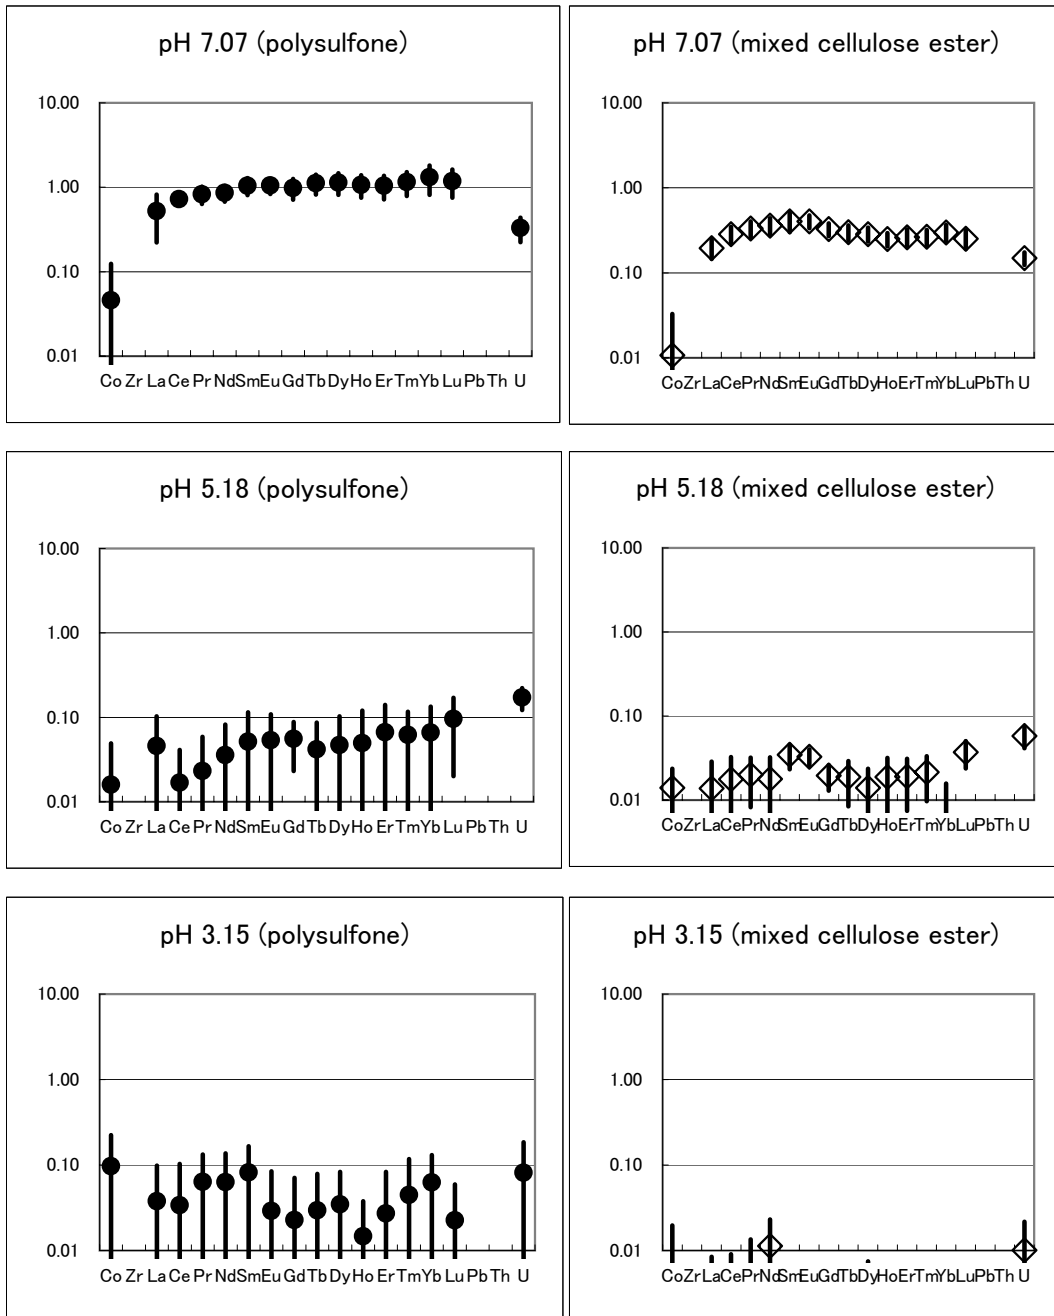 pH 7.07 (polysulfone)
10.00
1.00
0.10
0.01
Co Zr La Ce Pr Nd Sm Eu Gd Tb Dy Ho Er Tm Yb Lu Pb Th U
pH 7.07 (mixed cellulose ester)
10.00
1.00
0.10
0.01
Co Zr La Ce Pr Nd Sm Eu Gd Tb Dy Ho Er Tm Yb Lu Pb Th U
pH 5.18 (polysulfone)
10.00
1.00
0.10
0.01
Co Zr La Ce Pr Nd Sm Eu Gd Tb Dy Ho Er Tm Yb Lu Pb Th U
pH 5.18 (mixed cellulose ester)
10.00
1.00
0.10
0.01
Co Zr La Ce Pr Nd Sm Eu Gd Tb Dy Ho Er Tm Yb Lu Pb Th U
pH 3.15 (polysulfone)
10.00
1.00
0.10
0.01
Co Zr La Ce Pr Nd Sm Eu Gd Tb Dy Ho Er Tm Yb Lu Pb Th U
pH 3.15 (mixed cellulose ester)
10.00
1.00
0.10
0.01
Co Zr La Ce Pr Nd Sm Eu Gd Tb Dy Ho Er Tm Yb Lu Pb Th U